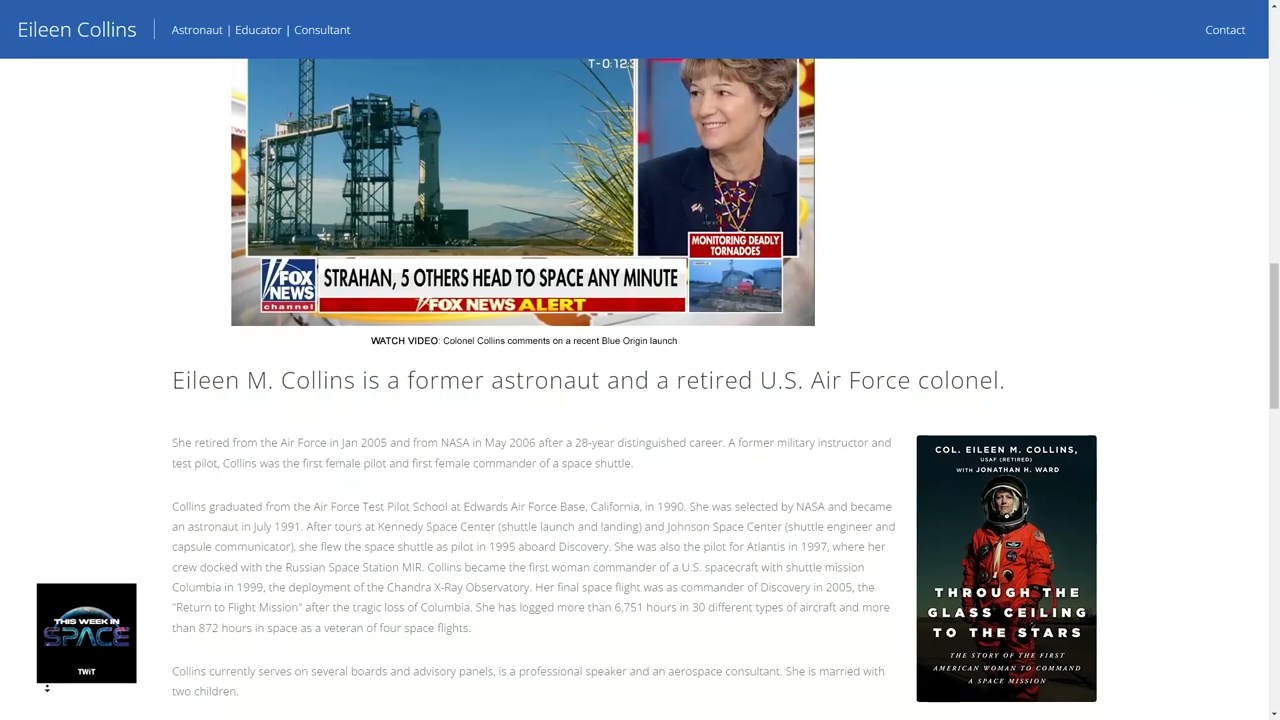 Eileen Collins
Astronaut | Educator | Consultant
Contact
T-0:123
MONITORING DEADLY
TORNADOES
FOX
NEWS
channel
STRAHAN, 5 OTHERS HEAD TO SPACE ANY MINUTE
FOX NEWS ALERT
WATCH VIDEO: Colonel Collins comments on a recent Blue Origin launch
Eileen M. Collins is a former astronaut and a retired U.S. Air Force colonel.
She retired from the Air Force in Jan 2005 and from NASA in May 2006 after a 28-year distinguished career. A former military instructor and
test pilot, Collins was the first female pilot and first female commander of a space shuttle.
Collins graduated from the Air Force Test Pilot School at Edwards Air Force Base, California, in 1990. She was selected by NASA and became
an astronaut in July 1991. After tours at Kennedy Space Center (shuttle launch and landing) and Johnson Space Center (shuttle engineer and
capsule communicator), she flew the space shuttle as pilot in 1995 aboard Discovery. She was also the pilot for Atlantis in 1997, where her
crew docked with the Russian Space Station MIR. Collins became the first woman commander of a U.S. spacecraft with shuttle mission
Columbia in 1999, the deployment of the Chandra X-Ray Observatory. Her final space flight was as commander of Discovery in 2005, the
“Return to Flight Mission” after the tragic loss of Columbia. She has logged more than 6,751 hours in 30 different types of aircraft and more
than 872 hours in space as a veteran of four space flights.
Collins currently serves on several boards and advisory panels, is a professional speaker and an aerospace consultant. She is married with
two children.
COL. EILEEN M. COLLINS,
USAF (RETIRED)
WITH JONATHAN H. WARD
THROUGH THE
GLASS CEILING
TO THE STARS
THE STORY OF THE FIRST
AMERICAN WOMAN TO COMMAND
A SPACE MISSION
THIS WEEK IN
SPACE
TWiT